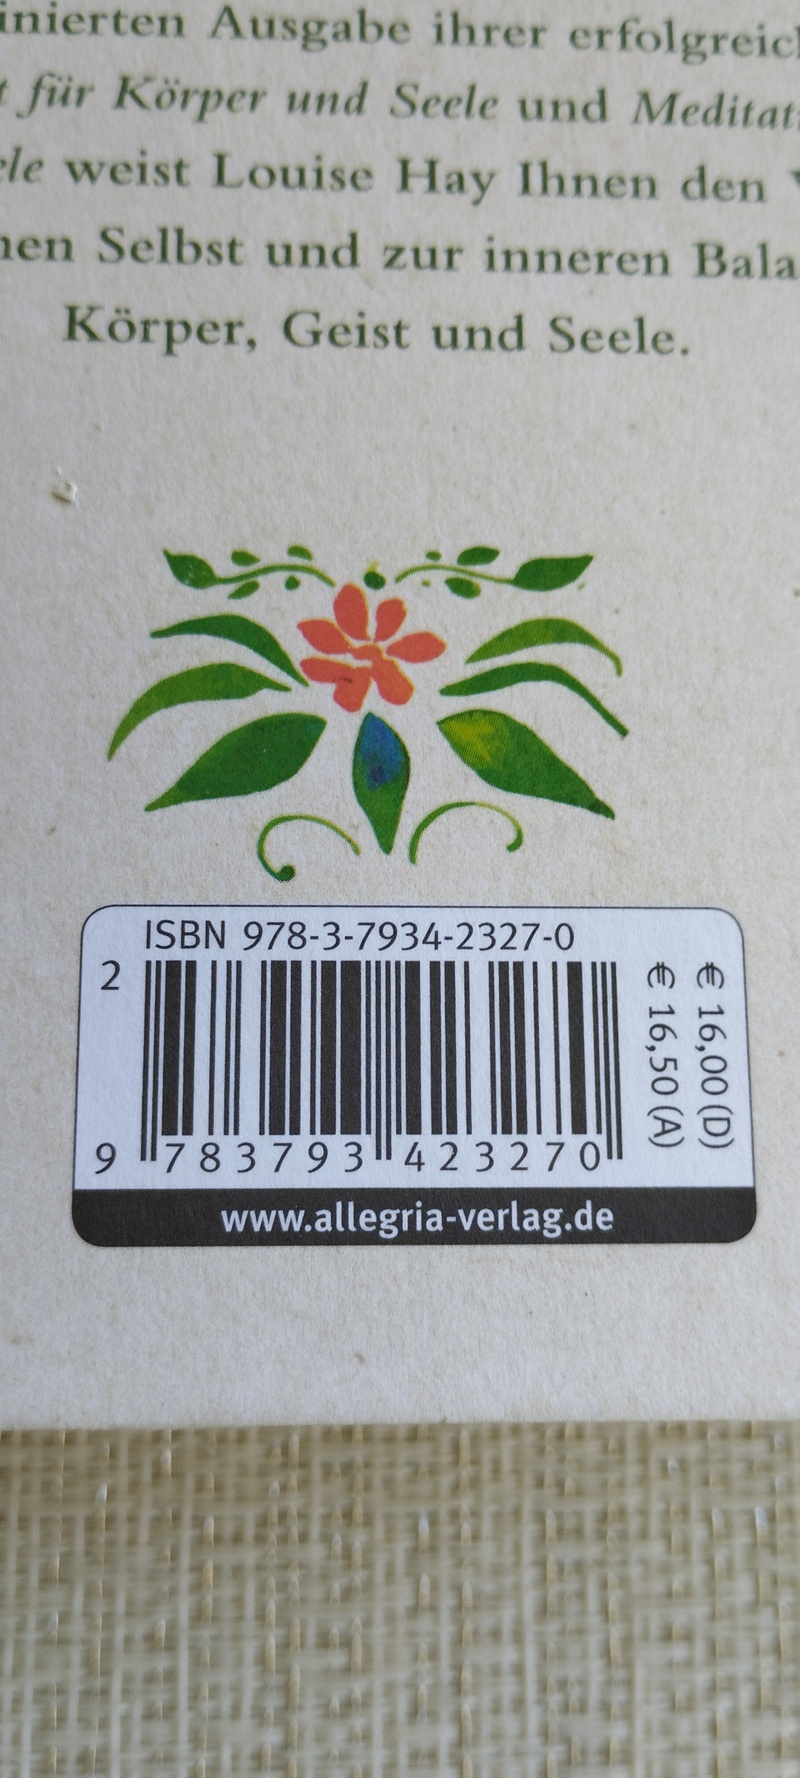 inierten Ausgabe ihrer erfolgreich
t für Körper und Seele und Meditat
ele weist Louise Hay Ihnen den
nen Selbst und zur inneren Bala
Körper, Geist und Seele.
ISBN 978-3-7934-2327-0
2
9 783793 423270
€ 16,00 (D)
€ 16,50 (A)
www.allegria-verlag.de